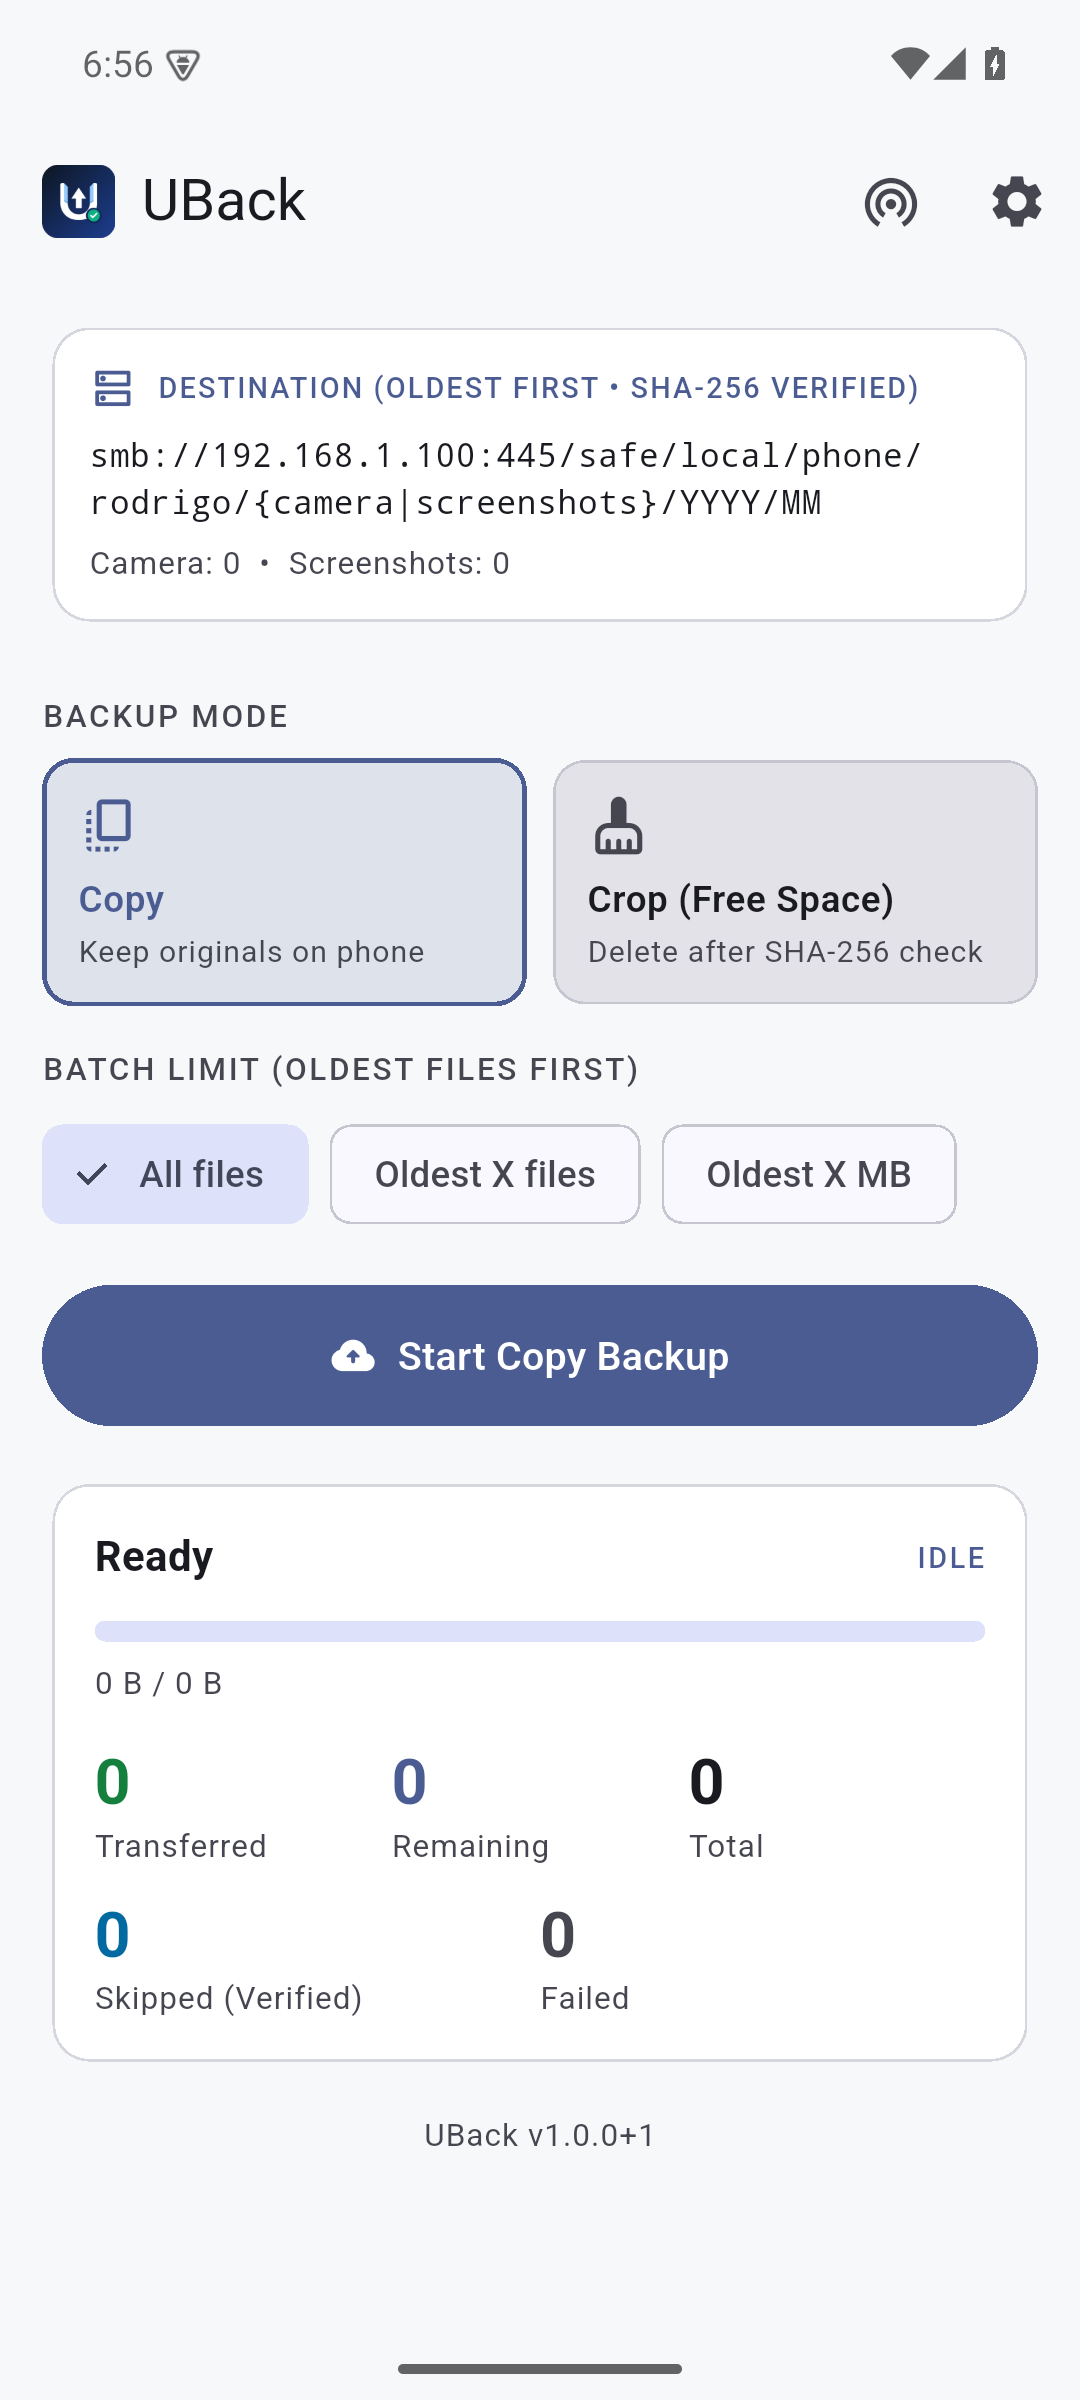 6:56
UBack
DESTINATION (OLDEST FIRST • SHA-256 VERIFIED)
smb://192.168.1.100:445/safe/local/phone/
rodrigo/{camera|screenshots}/YYYY/MM
Camera: 0 • Screenshots: 0
BACKUP MODE
Copy
Keep originals on phone
Crop (Free Space)
Delete after SHA-256 check
BATCH LIMIT (OLDEST FILES FIRST)
All files
Oldest X files
Oldest X MB
Start Copy Backup
Ready
IDLE
0 B / 0 B
0
Transferred
0
Remaining
0
Total
0
Skipped (Verified)
0
Failed
UBack v1.0.0+1